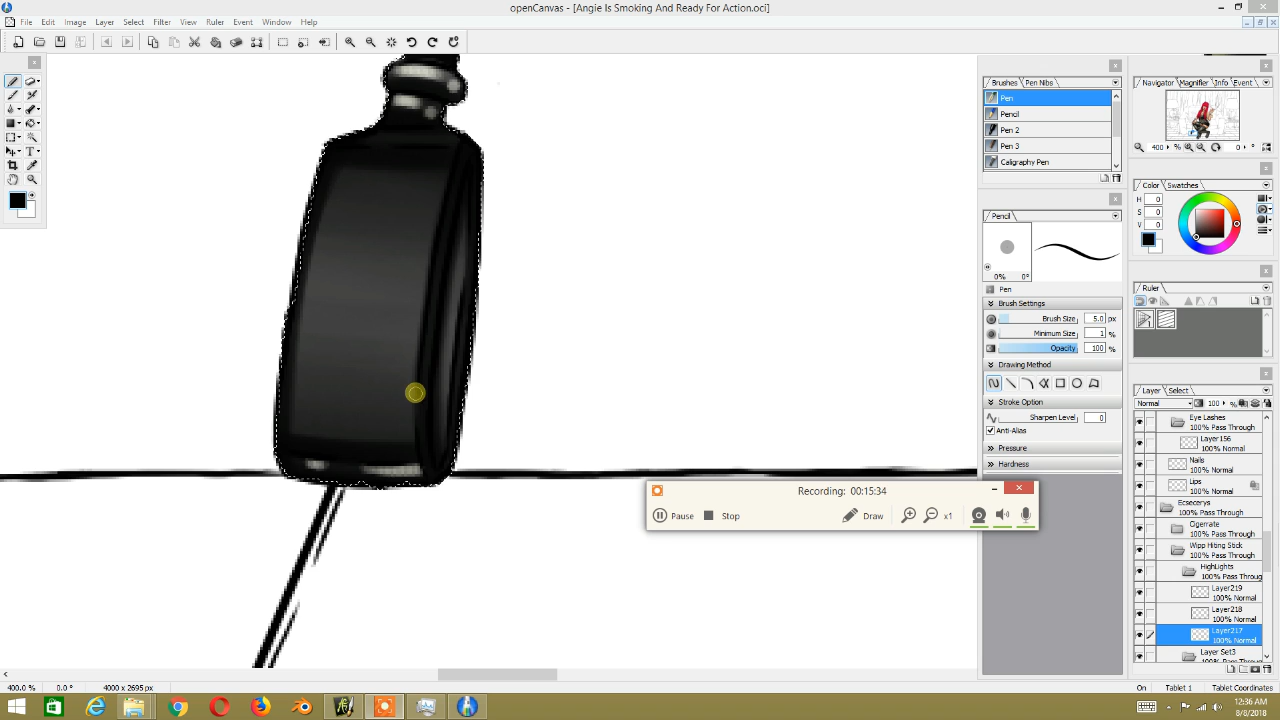 openCanvas - [Angie Is Smoking And Ready For Action.oci]
File Edit Image Layer Select Filter View Ruler Event Window Help
Brushes Pen Nibs
Pen
Pencil
Pen 2
Pen 3
Caligraphy Pen
Pencil
0% 0°
Pen
Brush Settings
Brush Size 5.0 px
Minimum Size 1 %
Opacity 100 %
Drawing Method
Stroke Option
Sharpen Level 0
Anti-Alias
Pressure
Hardness
Navigator Magnifier Info Event
400 % 0 °
Color Swatches
H 0
S 0
V 0
Ruler
Layer Select
Normal 100 %
Eye Lashes
100% Pass Through
Layer156
100% Normal
Nails
100% Normal
Lips
100% Normal
Ecsecerys
100% Pass Through
Cigerrate
100% Pass Through
Wipp Hiting Stick
100% Pass Through
HighLights
100% Pass Throug
Layer219
100% Normal
Layer218
100% Normal
Layer217
100% Normal
Layer Set3
100% Pass Throug
Recording: 00:15:34
Pause Stop Draw x1
400.0 % 0.0 ° 4000 x 2695 px
On Tablet 1 Tablet Coordinates
12:36 AM
8/8/2018